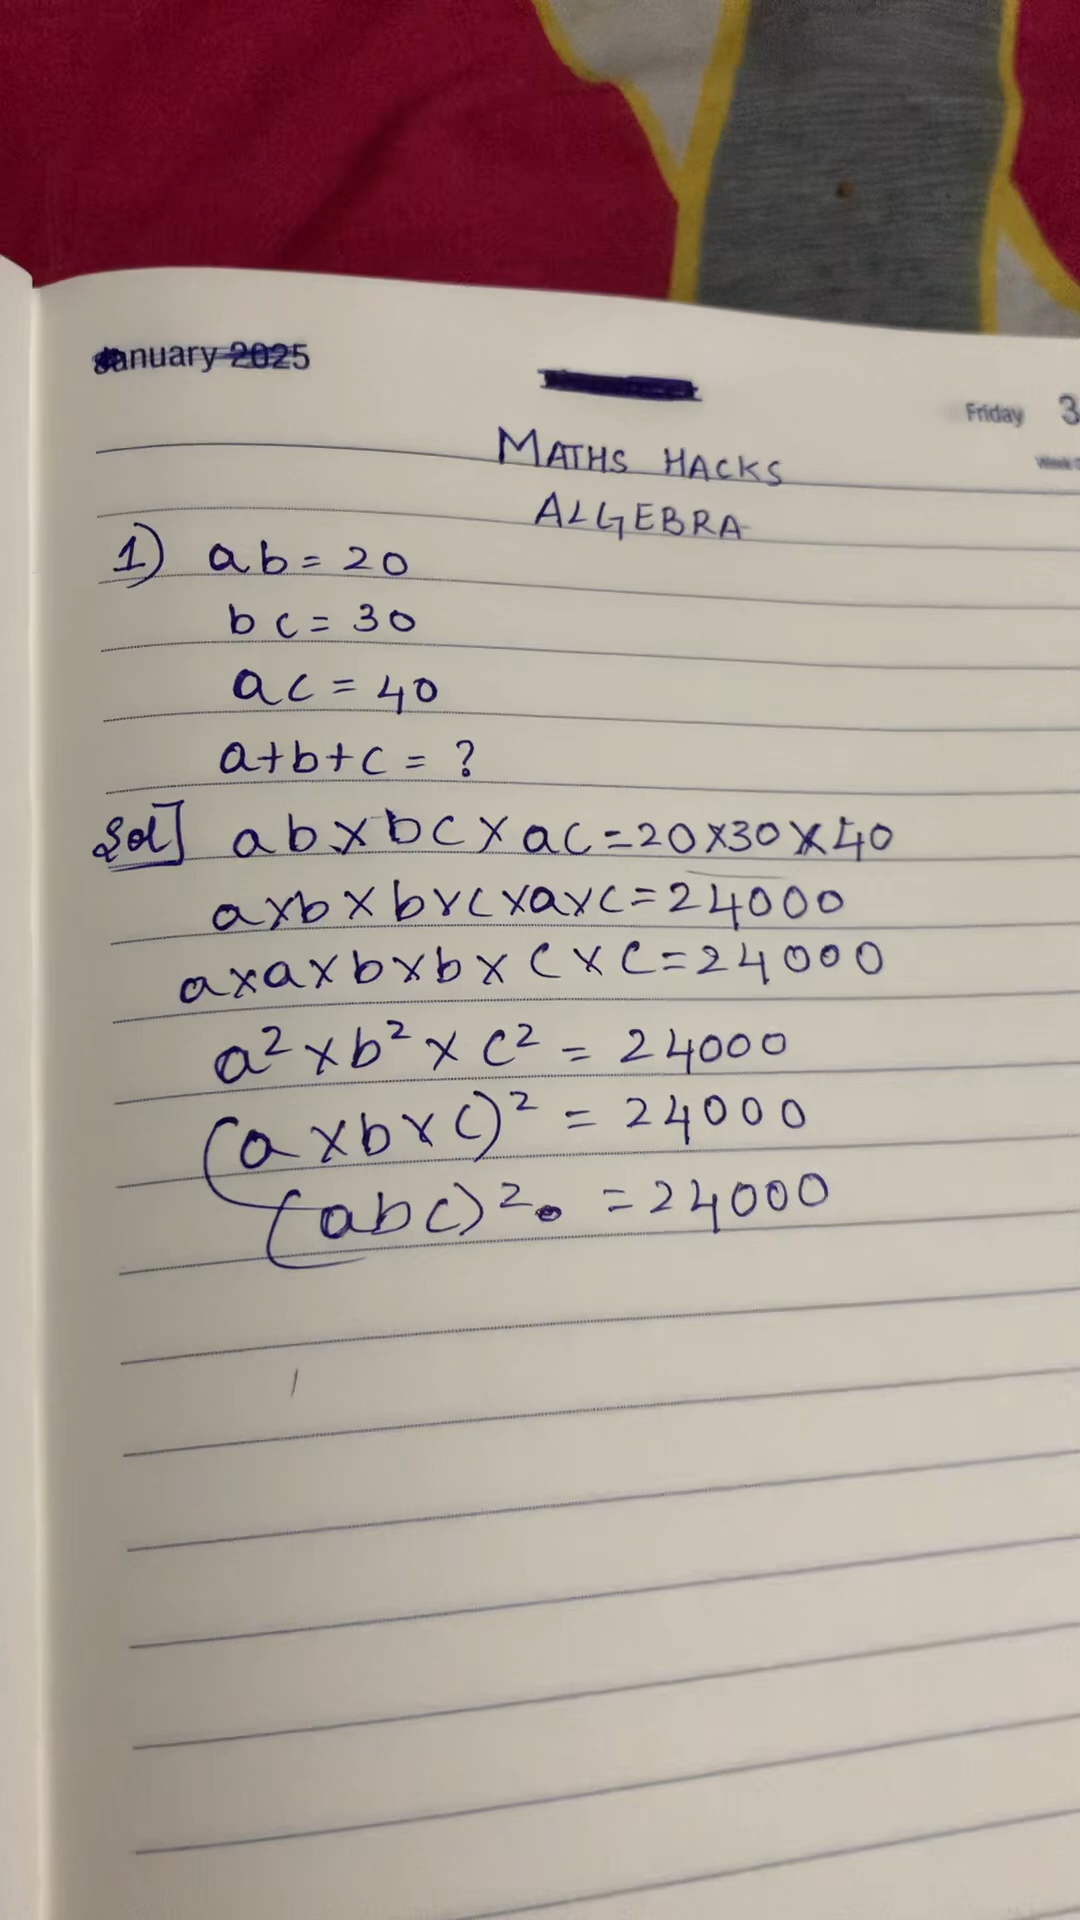 January 2025
Friday 3
MATHS HACKS
ALGEBRA
1) ab = 20
bc = 30
ac = 40
a+b+c = ?
Sol] ab×bc×ac=20×30×40
a×b×b×c×a×c=24000
a×a×b×b×c×c=24000
a²×b²×c² = 24000
(a×b×c)² = 24000
(abc)² = 24000